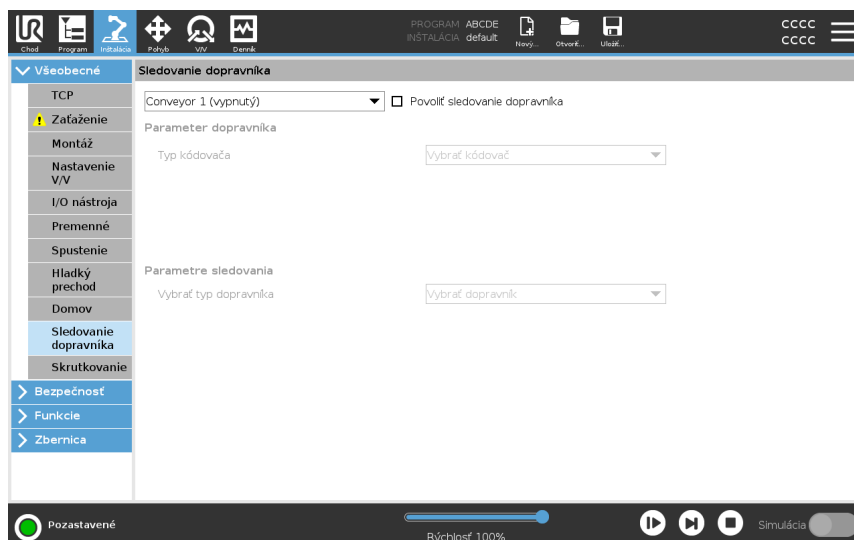 UR
Chod
Program
Inštalácia
Pohyb
V/V
Denník
PROGRAM ABCDE
INŠTALÁCIA default
Nový...
Otvoriť...
Uložiť...
CCCC
CCCC
Všeobecné
TCP
Zaťaženie
Montáž
Nastavenie
V/V
I/O nástroja
Premenné
Spustenie
Hladký
prechod
Domov
Sledovanie
dopravníka
Skrutkovanie
Bezpečnosť
Funkcie
Zbernica
Sledovanie dopravníka
Conveyor 1 (vypnutý)
Povoliť sledovanie dopravníka
Parameter dopravníka
Typ kódovača
Vybrať kódovač
Parametre sledovania
Vybrať typ dopravníka
Vybrať dopravník
Pozastavené
Rýchlosť 100%
Simulácia